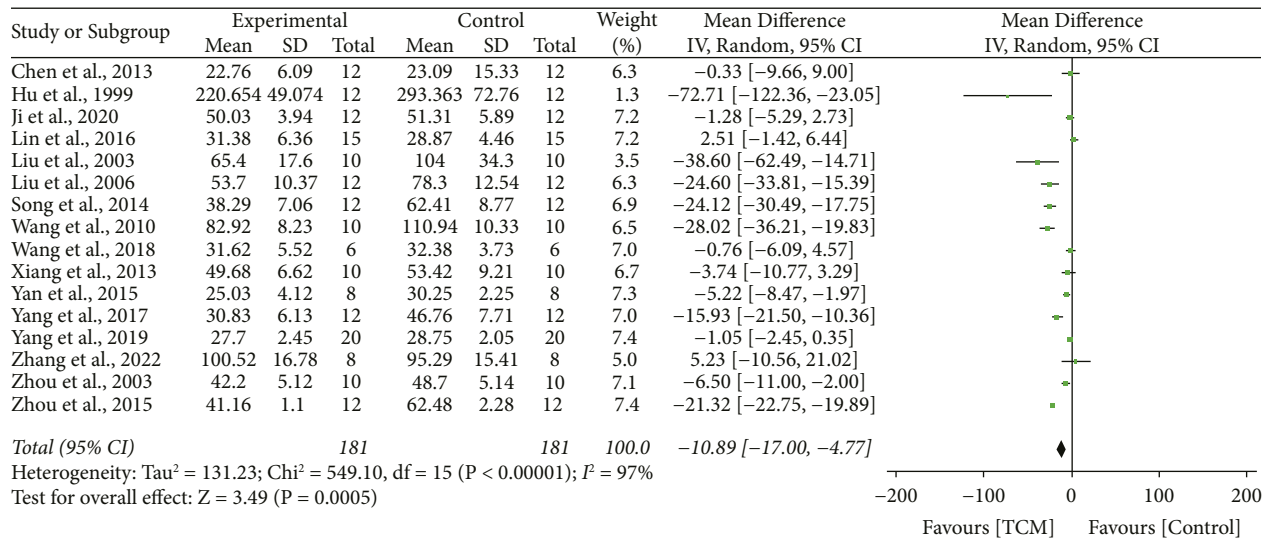 Study or Subgroup Experimental Control Weight (%) Mean Difference Mean Difference
Mean SD Total Mean SD Total IV, Random, 95% CI IV, Random, 95% CI
Chen et al., 2013 22.76 6.09 12 23.09 15.33 12 6.3 −0.33 [−9.66, 9.00]
Hu et al., 1999 220.654 49.074 12 293.363 72.76 12 1.3 −72.71 [−122.36, −23.05]
Ji et al., 2020 50.03 3.94 12 51.31 5.89 12 7.2 −1.28 [−5.29, 2.73]
Lin et al., 2016 31.38 6.36 15 28.87 4.46 15 7.2 2.51 [−1.42, 6.44]
Liu et al., 2003 65.4 17.6 10 104 34.3 10 3.5 −38.60 [−62.49, −14.71]
Liu et al., 2006 53.7 10.37 12 78.3 12.54 12 6.3 −24.60 [−33.81, −15.39]
Song et al., 2014 38.29 7.06 12 62.41 8.77 12 6.9 −24.12 [−30.49, −17.75]
Wang et al., 2010 82.92 8.23 10 110.94 10.33 10 6.5 −28.02 [−36.21, −19.83]
Wang et al., 2018 31.62 5.52 6 32.38 3.73 6 7.0 −0.76 [−6.09, 4.57]
Xiang et al., 2013 49.68 6.62 10 53.42 9.21 10 6.7 −3.74 [−10.77, 3.29]
Yan et al., 2015 25.03 4.12 8 30.25 2.25 8 7.3 −5.22 [−8.47, −1.97]
Yang et al., 2017 30.83 6.13 12 46.76 7.71 12 7.0 −15.93 [−21.50, −10.36]
Yang et al., 2019 27.7 2.45 20 28.75 2.05 20 7.4 −1.05 [−2.45, 0.35]
Zhang et al., 2022 100.52 16.78 8 95.29 15.41 8 5.0 5.23 [−10.56, 21.02]
Zhou et al., 2003 42.2 5.12 10 48.7 5.14 10 7.1 −6.50 [−11.00, −2.00]
Zhou et al., 2015 41.16 1.1 12 62.48 2.28 12 7.4 −21.32 [−22.75, −19.89]
Total (95% CI) 181 181 100.0 −10.89 [−17.00, −4.77]
Heterogeneity: Tau² = 131.23; Chi² = 549.10, df = 15 (P < 0.00001); I² = 97%
Test for overall effect: Z = 3.49 (P = 0.0005)
−200 −100 0 100 200
Favours [TCM] Favours [Control]